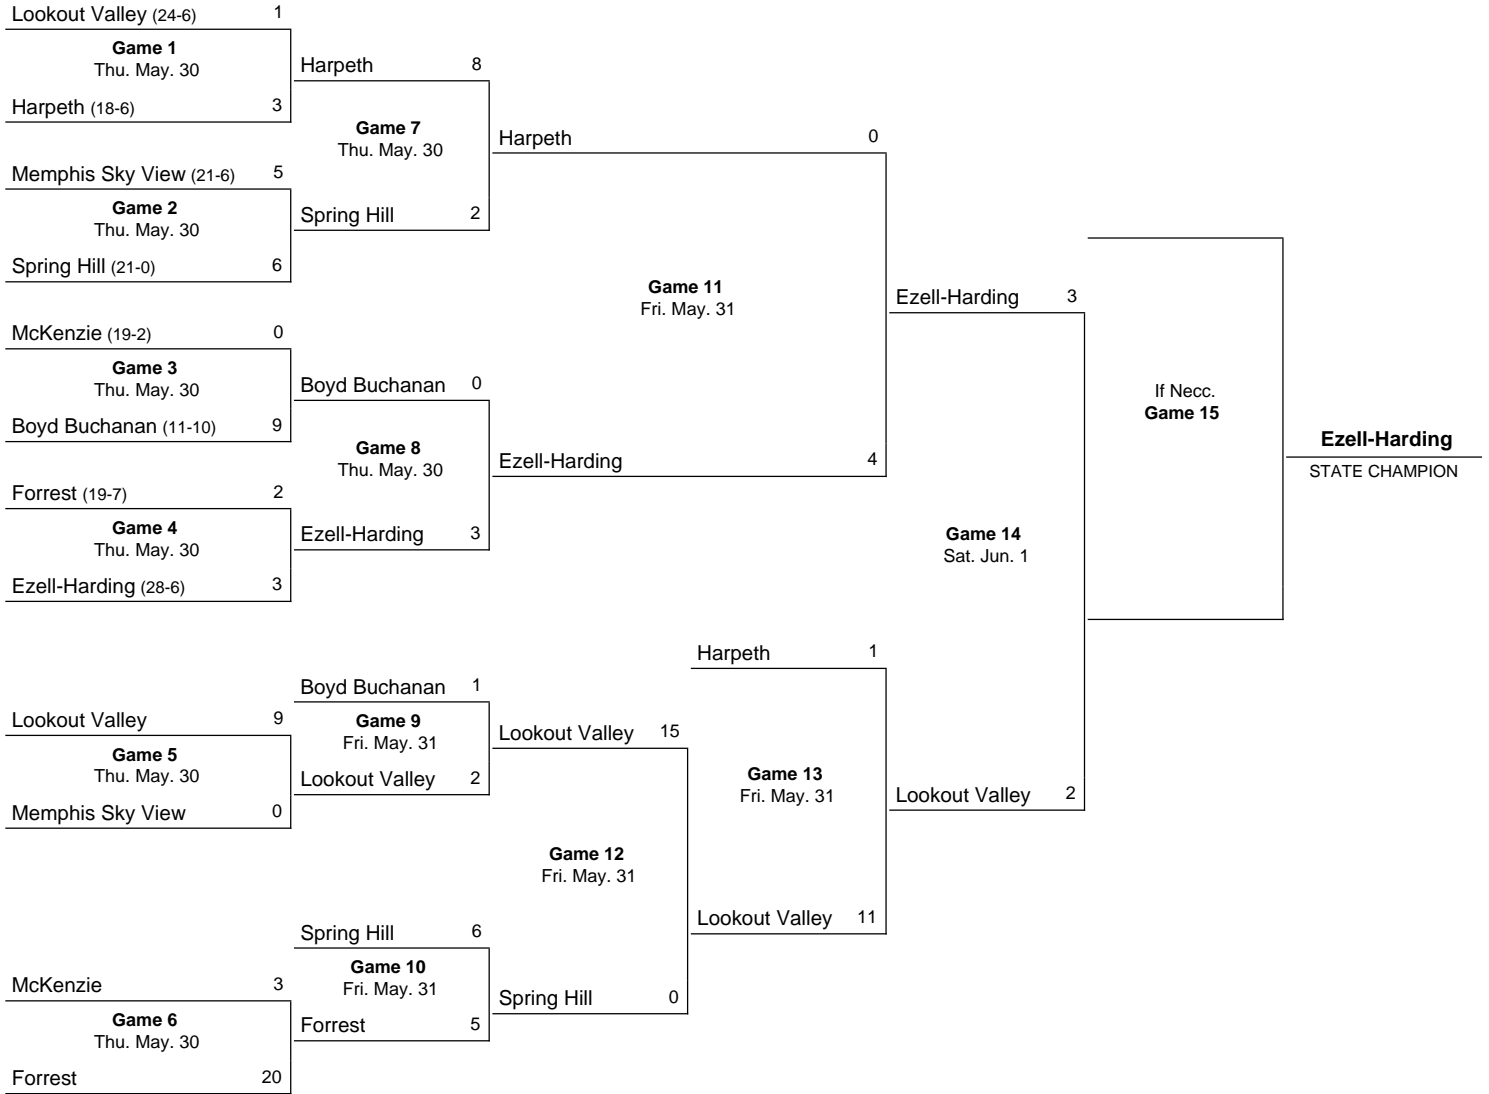 Lookout Valley (24-6) 1
Game 1
Thu. May. 30
Harpeth (18-6) 3
Memphis Sky View (21-6) 5
Game 2
Thu. May. 30
Spring Hill (21-0) 6
McKenzie (19-2) 0
Game 3
Thu. May. 30
Boyd Buchanan (11-10) 9
Forrest (19-7) 2
Game 4
Thu. May. 30
Ezell-Harding (28-6) 3
Harpeth 8
Game 7
Thu. May. 30
Spring Hill 2
Boyd Buchanan 0
Game 8
Thu. May. 30
Ezell-Harding 3
Harpeth 0
Game 11
Fri. May. 31
Ezell-Harding 4
Lookout Valley 9
Game 5
Thu. May. 30
Memphis Sky View 0
McKenzie 3
Game 6
Thu. May. 30
Forrest 20
Boyd Buchanan 1
Game 9
Fri. May. 31
Lookout Valley 2
Spring Hill 6
Game 10
Fri. May. 31
Forrest 5
Lookout Valley 15
Game 12
Fri. May. 31
Spring Hill 0
Harpeth 1
Game 13
Fri. May. 31
Lookout Valley 11
Ezell-Harding 3
Game 14
Sat. Jun. 1
Lookout Valley 2
If Necc.
Game 15
Ezell-Harding
STATE CHAMPION